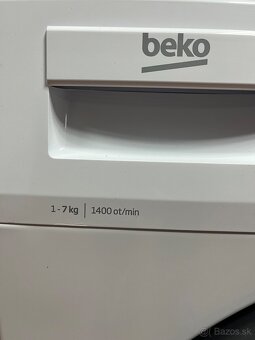 beko
1 - 7 kg | 1400 ot/min
© Bazos.sk